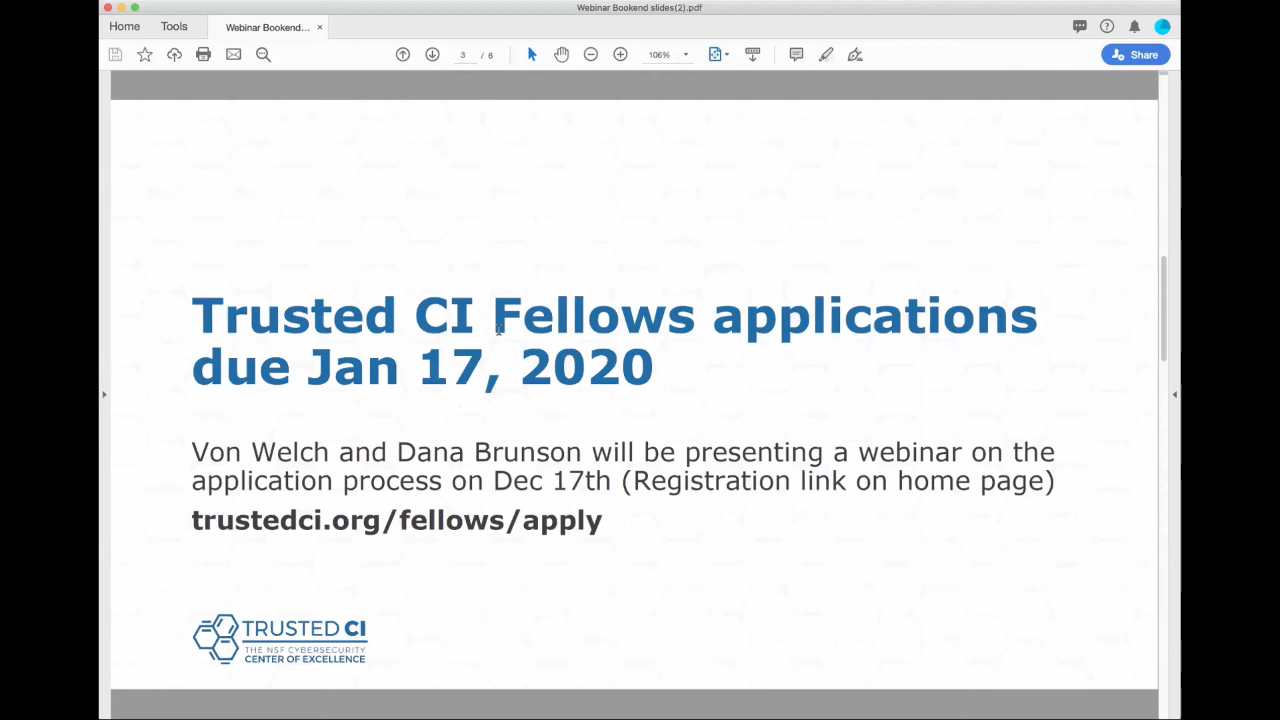 Webinar Bookend slides(2).pdf
Home Tools Webinar Bookend... ×
3 / 6 106% Share
Trusted CI Fellows applications
due Jan 17, 2020
Von Welch and Dana Brunson will be presenting a webinar on the
application process on Dec 17th (Registration link on home page)
trustedci.org/fellows/apply
TRUSTED CI
THE NSF CYBERSECURITY
CENTER OF EXCELLENCE